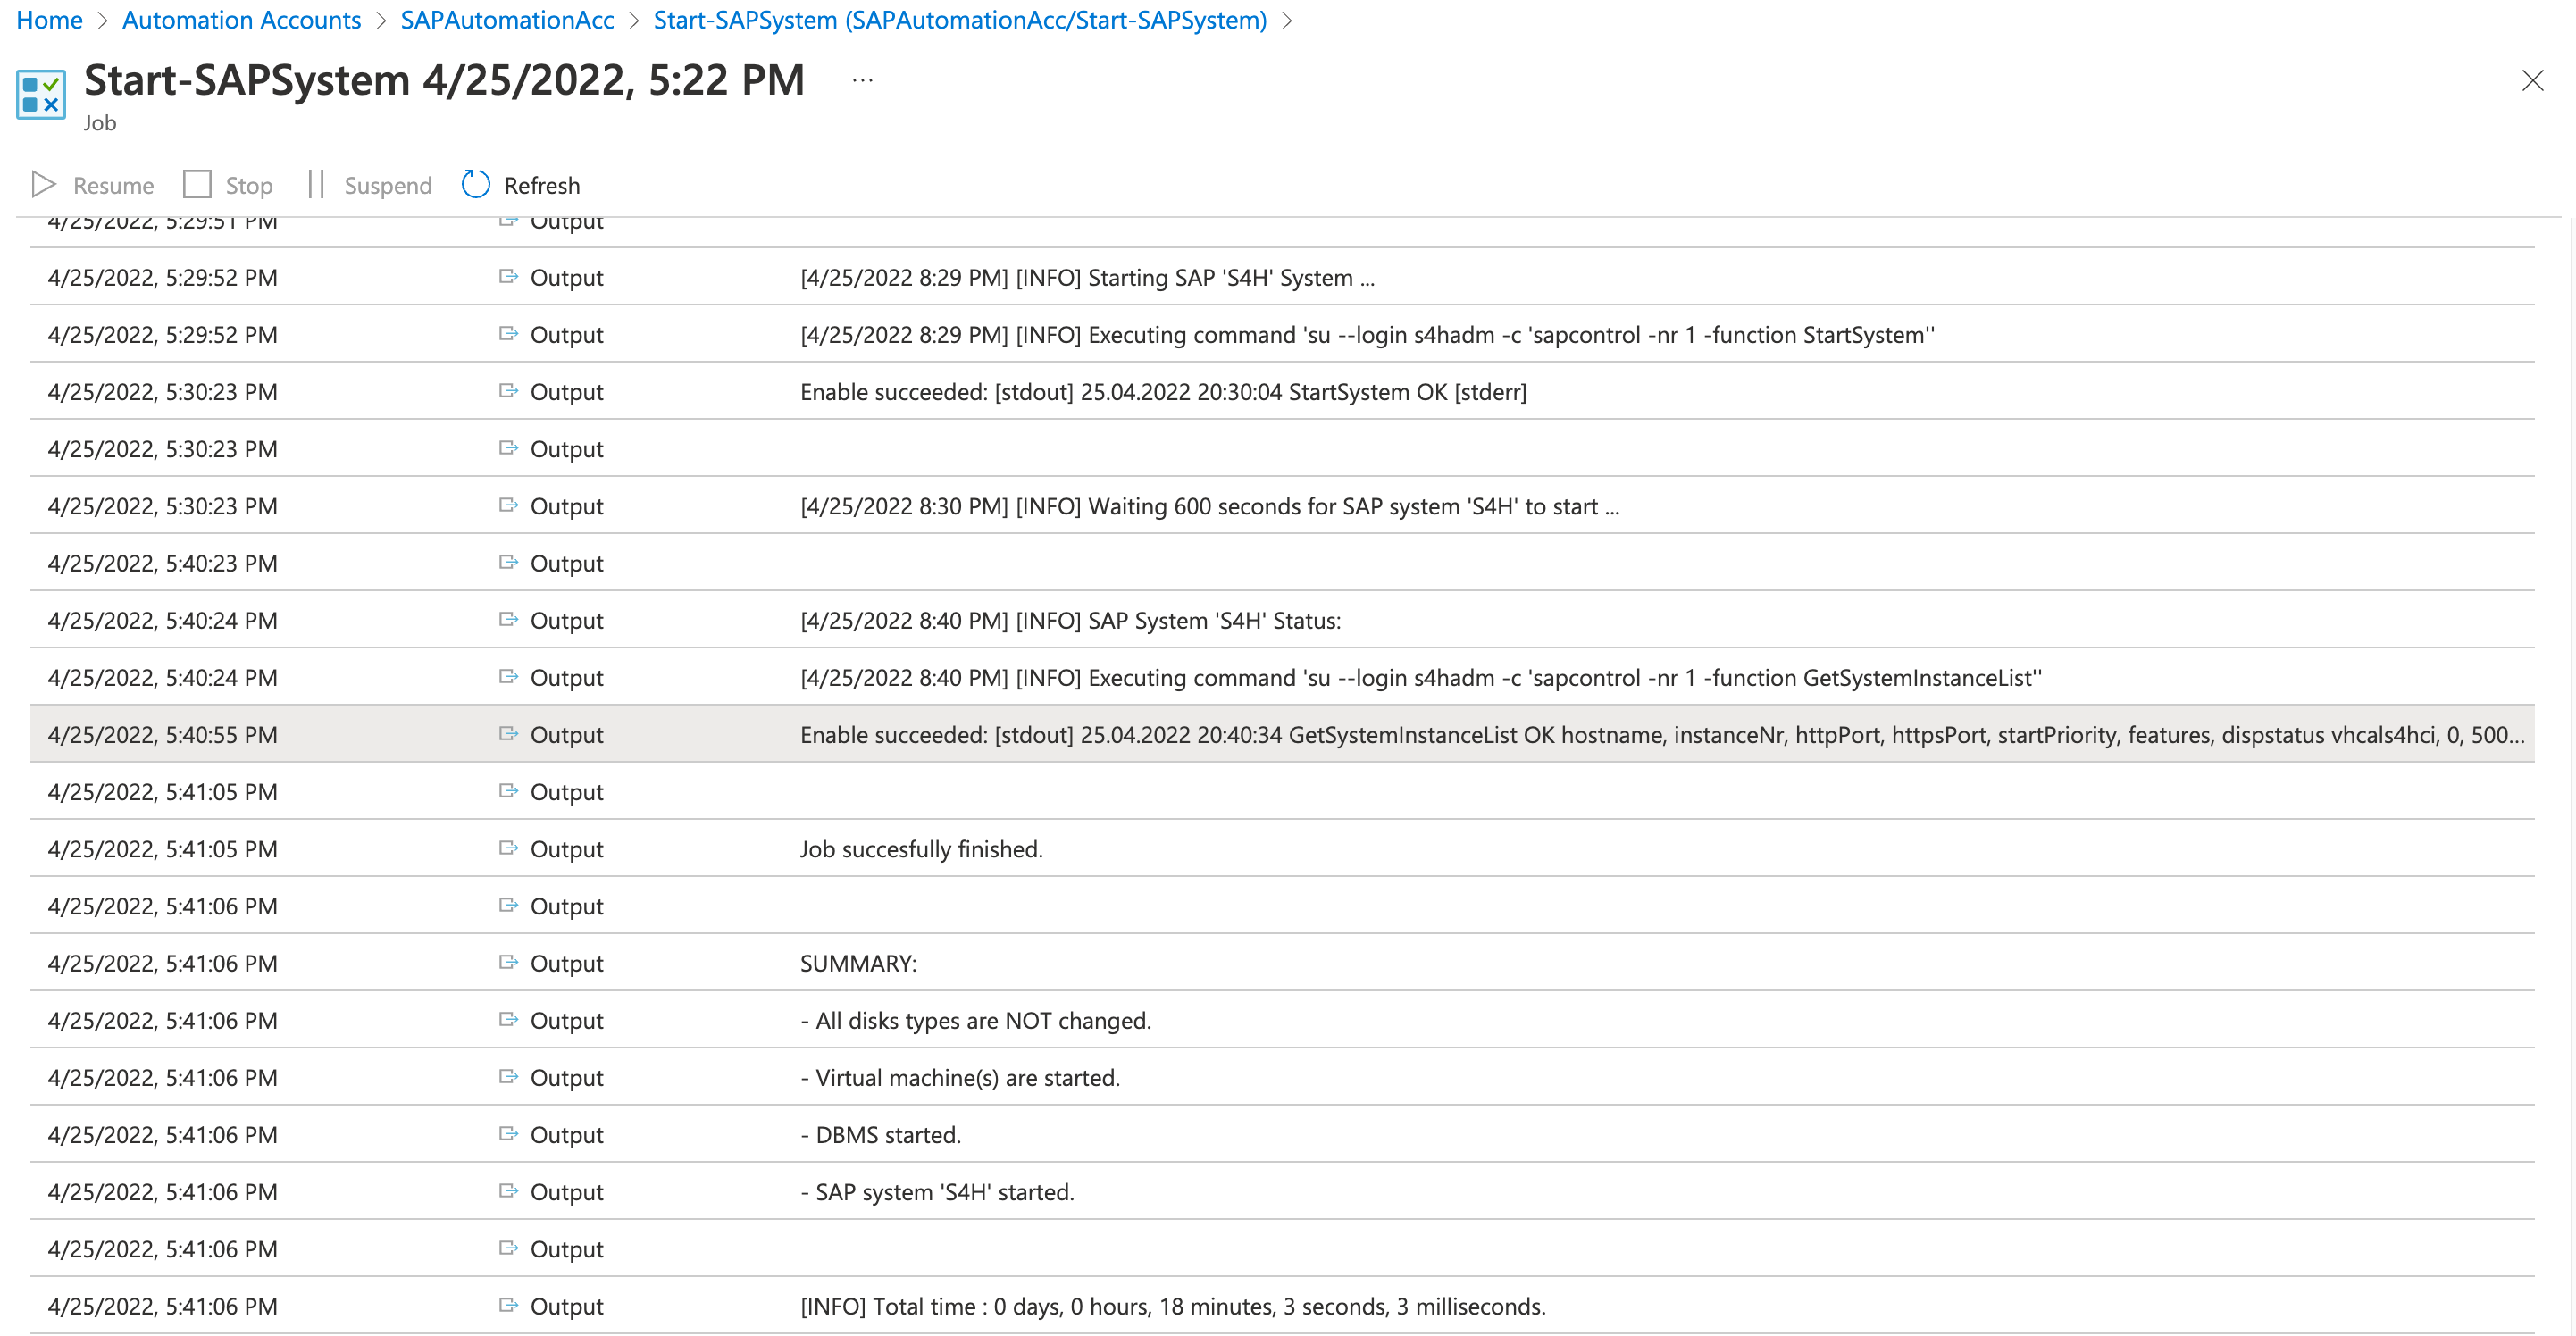 Home > Automation Accounts > SAPAutomationAcc > Start-SAPSystem (SAPAutomationAcc/Start-SAPSystem) >
Start-SAPSystem 4/25/2022, 5:22 PM ...
Job
Resume Stop Suspend Refresh
4/25/2022, 5:29:51 PM Output
4/25/2022, 5:29:52 PM Output [4/25/2022 8:29 PM] [INFO] Starting SAP 'S4H' System ...
4/25/2022, 5:29:52 PM Output [4/25/2022 8:29 PM] [INFO] Executing command 'su --login s4hadm -c 'sapcontrol -nr 1 -function StartSystem''
4/25/2022, 5:30:23 PM Output Enable succeeded: [stdout] 25.04.2022 20:30:04 StartSystem OK [stderr]
4/25/2022, 5:30:23 PM Output
4/25/2022, 5:30:23 PM Output [4/25/2022 8:30 PM] [INFO] Waiting 600 seconds for SAP system 'S4H' to start ...
4/25/2022, 5:40:23 PM Output
4/25/2022, 5:40:24 PM Output [4/25/2022 8:40 PM] [INFO] SAP System 'S4H' Status:
4/25/2022, 5:40:24 PM Output [4/25/2022 8:40 PM] [INFO] Executing command 'su --login s4hadm -c 'sapcontrol -nr 1 -function GetSystemInstanceList''
4/25/2022, 5:40:55 PM Output Enable succeeded: [stdout] 25.04.2022 20:40:34 GetSystemInstanceList OK hostname, instanceNr, httpPort, httpsPort, startPriority, features, dispstatus vhcals4hci, 0, 500...
4/25/2022, 5:41:05 PM Output
4/25/2022, 5:41:05 PM Output Job succesfully finished.
4/25/2022, 5:41:06 PM Output
4/25/2022, 5:41:06 PM Output SUMMARY:
4/25/2022, 5:41:06 PM Output - All disks types are NOT changed.
4/25/2022, 5:41:06 PM Output - Virtual machine(s) are started.
4/25/2022, 5:41:06 PM Output - DBMS started.
4/25/2022, 5:41:06 PM Output - SAP system 'S4H' started.
4/25/2022, 5:41:06 PM Output
4/25/2022, 5:41:06 PM Output [INFO] Total time : 0 days, 0 hours, 18 minutes, 3 seconds, 3 milliseconds.